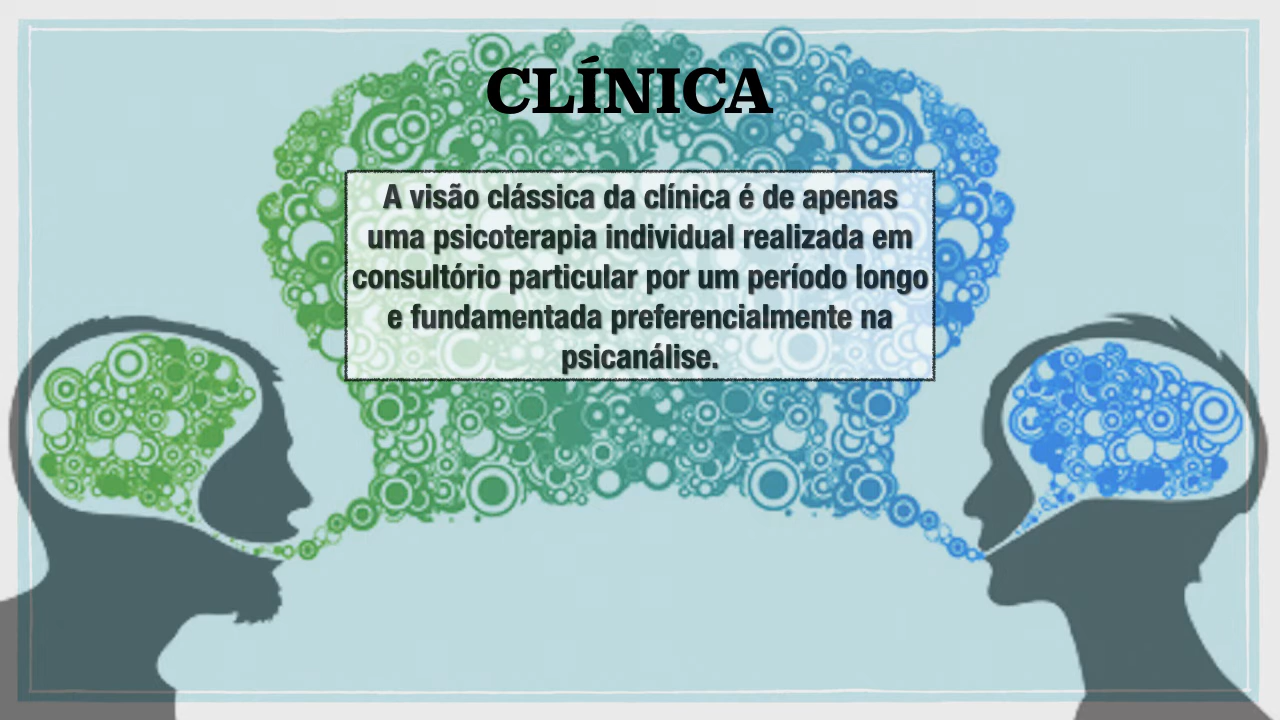 CLÍNICA
A visão clássica da clínica é de apenas
uma psicoterapia individual realizada em
consultório particular por um período longo
e fundamentada preferencialmente na
psicanálise.